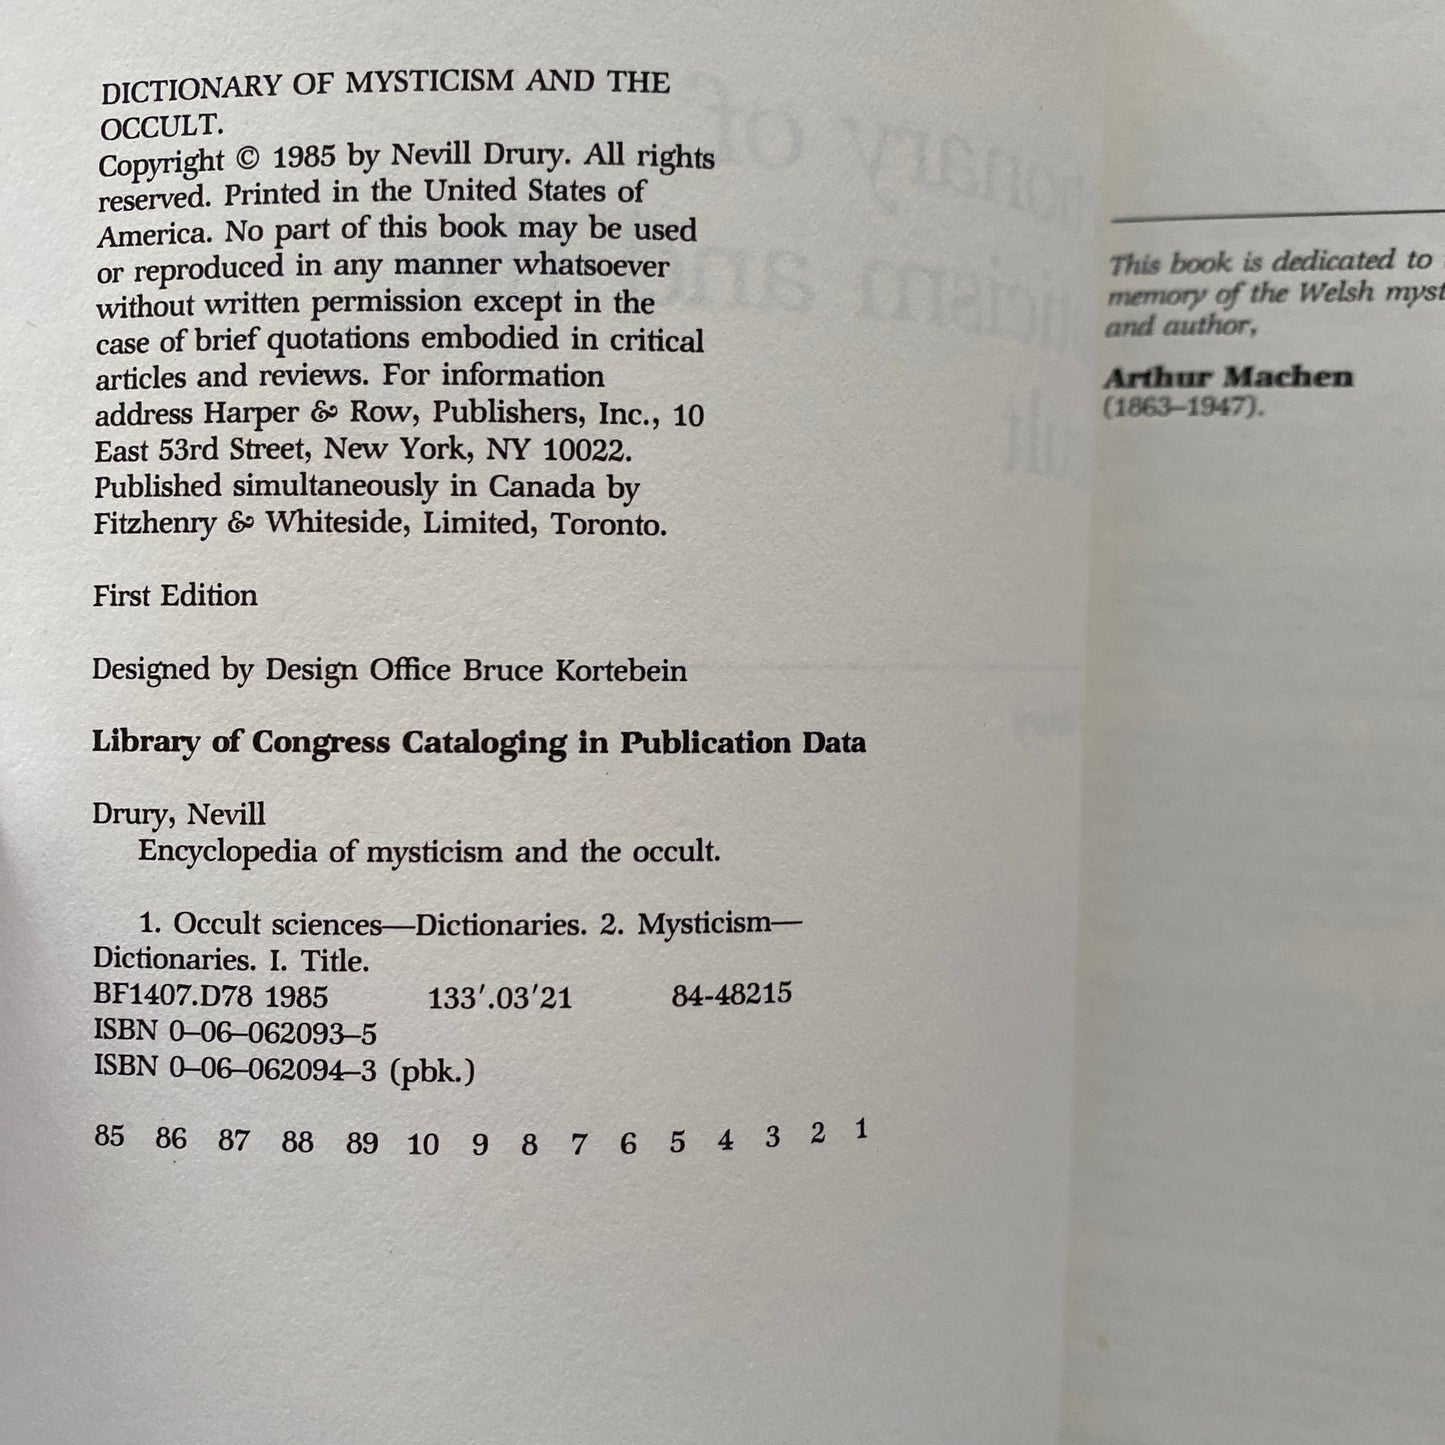 DICTIONARY OF MYSTICISM AND THE
OCCULT.
Copyright © 1985 by Nevill Drury. All rights
reserved. Printed in the United States of
America. No part of this book may be used
or reproduced in any manner whatsoever
without written permission except in the
case of brief quotations embodied in critical
articles and reviews. For information
address Harper & Row, Publishers, Inc., 10
East 53rd Street, New York, NY 10022.
Published simultaneously in Canada by
Fitzhenry & Whiteside, Limited, Toronto.
First Edition
Designed by Design Office Bruce Kortebein
Library of Congress Cataloging in Publication Data
Drury, Nevill
Encyclopedia of mysticism and the occult.
1. Occult sciences—Dictionaries. 2. Mysticism—
Dictionaries. I. Title.
BF1407.D78 1985 133′.03′21 84-48215
ISBN 0–06–062093–5
ISBN 0–06–062094–3 (pbk.)
85 86 87 88 89 10 9 8 7 6 5 4 3 2 1
This book is dedicated to
memory of the Welsh myst
and author,
Arthur Machen
(1863–1947).